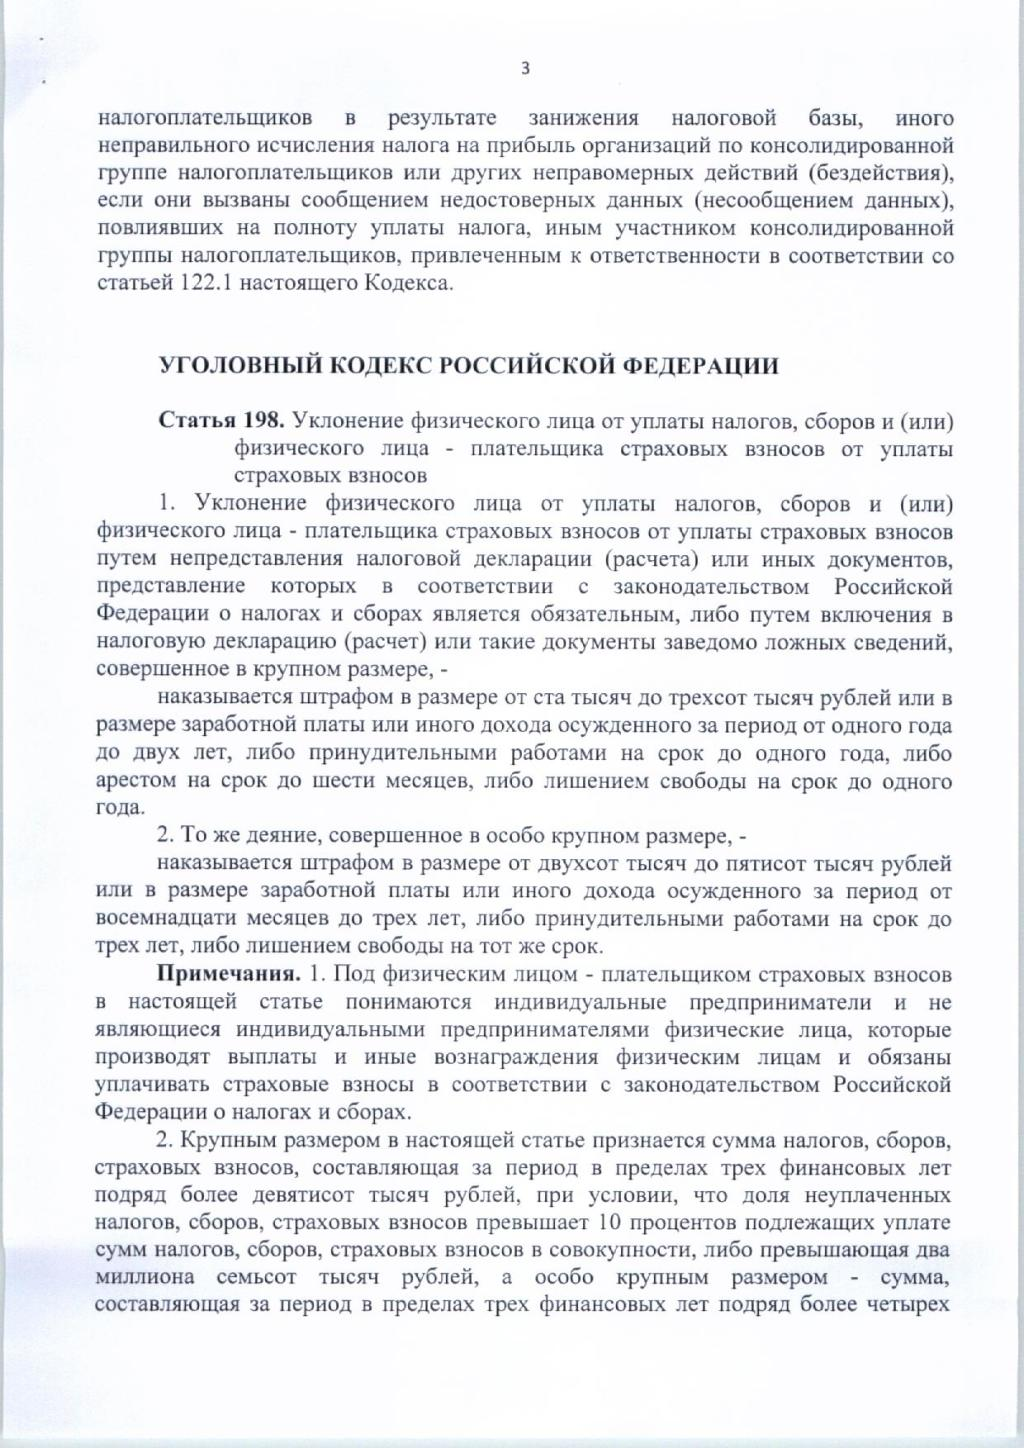 3
налогоплательщиков в результате занижения налоговой базы, иного
неправильного исчисления налога на прибыль организаций по консолидированной
группе налогоплательщиков или других неправомерных действий (бездействия),
если они вызваны сообщением недостоверных данных (несообщением данных),
повлиявших на полноту уплаты налога, иным участником консолидированной
группы налогоплательщиков, привлеченным к ответственности в соответствии со
статьей 122.1 настоящего Кодекса.
УГОЛОВНЫЙ КОДЕКС РОССИЙСКОЙ ФЕДЕРАЦИИ
Статья 198. Уклонение физического лица от уплаты налогов, сборов и (или)
физического лица - плательщика страховых взносов от уплаты
страховых взносов
1. Уклонение физического лица от уплаты налогов, сборов и (или)
физического лица - плательщика страховых взносов от уплаты страховых взносов
путем непредставления налоговой декларации (расчета) или иных документов,
представление которых в соответствии с законодательством Российской
Федерации о налогах и сборах является обязательным, либо путем включения в
налоговую декларацию (расчет) или такие документы заведомо ложных сведений,
совершенное в крупном размере, -
наказывается штрафом в размере от ста тысяч до трехсот тысяч рублей или в
размере заработной платы или иного дохода осужденного за период от одного года
до двух лет, либо принудительными работами на срок до одного года, либо
арестом на срок до шести месяцев, либо лишением свободы на срок до одного
года.
2. То же деяние, совершенное в особо крупном размере, -
наказывается штрафом в размере от двухсот тысяч до пятисот тысяч рублей
или в размере заработной платы или иного дохода осужденного за период от
восемнадцати месяцев до трех лет, либо принудительными работами на срок до
трех лет, либо лишением свободы на тот же срок.
Примечания. 1. Под физическим лицом - плательщиком страховых взносов
в настоящей статье понимаются индивидуальные предприниматели и не
являющиеся индивидуальными предпринимателями физические лица, которые
производят выплаты и иные вознаграждения физическим лицам и обязаны
уплачивать страховые взносы в соответствии с законодательством Российской
Федерации о налогах и сборах.
2. Крупным размером в настоящей статье признается сумма налогов, сборов,
страховых взносов, составляющая за период в пределах трех финансовых лет
подряд более девятисот тысяч рублей, при условии, что доля неуплаченных
налогов, сборов, страховых взносов превышает 10 процентов подлежащих уплате
сумм налогов, сборов, страховых взносов в совокупности, либо превышающая два
миллиона семьсот тысяч рублей, а особо крупным размером - сумма,
составляющая за период в пределах трех финансовых лет подряд более четырех